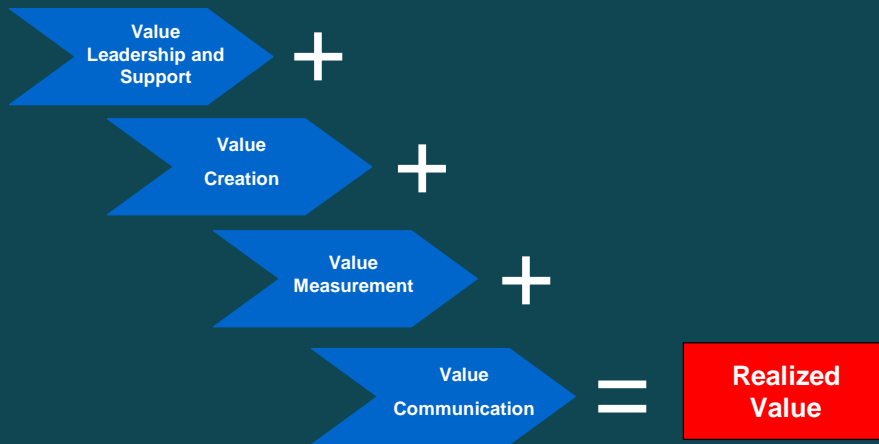 Value
Leadership and
Support
+
Value
Creation
+
Value
Measurement
+
Value
Communication
=
Realized
Value